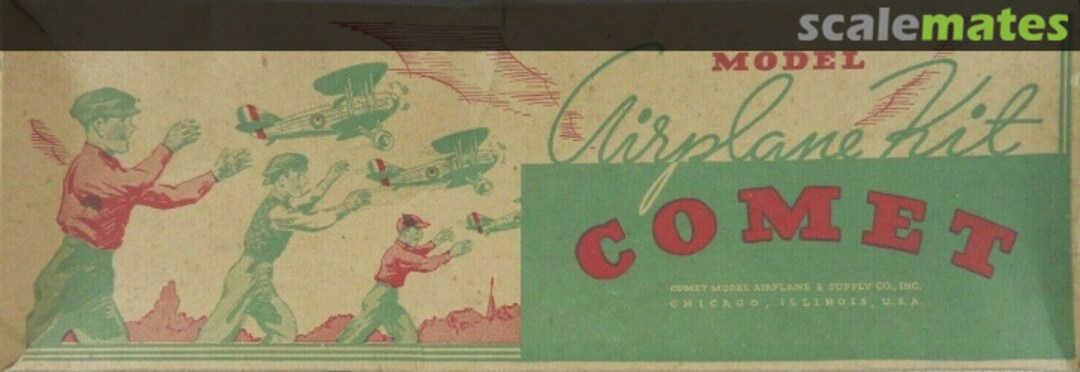 scalemates
MODEL
Airplane Kit
COMET
COMET MODEL AIRPLANE & SUPPLY CO., INC.
CHICAGO, ILLINOIS, U.S.A.